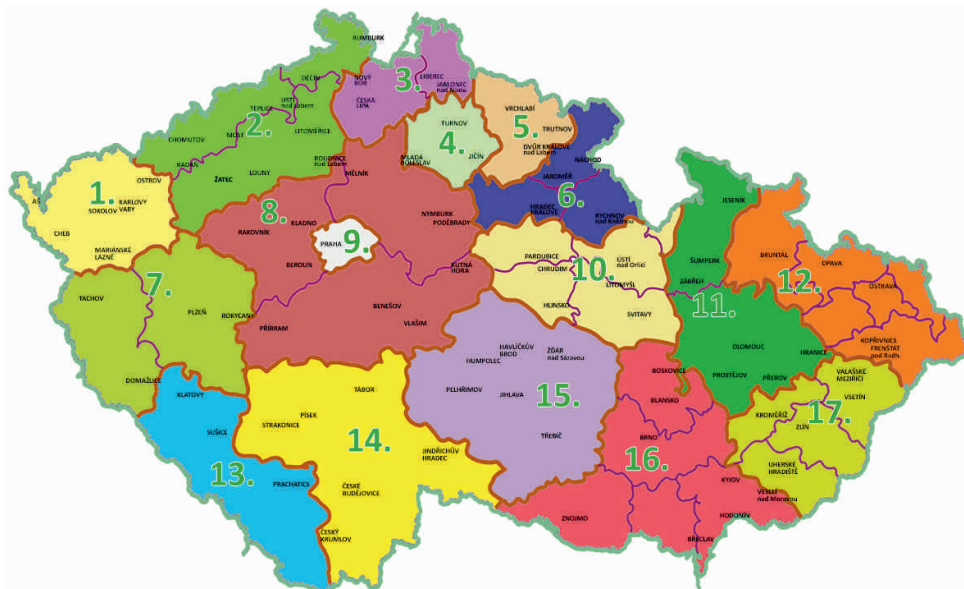 RUMBURK
DĚČÍN
ÚSTÍ
nad Labem
TEPLICE
2.
MOST
LITOMĚŘICE
CHOMUTOV
KADAŇ
ŽATEC
LOUNY
ROUDNICE
nad Labem
NOVÝ
BOR
3.
LIBEREC
JABLONEC
nad Nisou
ČESKÁ
LÍPA
TURNOV
4.
JIČÍN
MLADÁ
BOLESLAV
VRCHLABÍ
5.
TRUTNOV
DVŮR KRÁLOVÉ
nad Labem
NÁCHOD
JAROMĚŘ
6.
HRADEC
KRÁLOVÉ
RYCHNOV
nad Kněžnou
OSTROV
1.
AŠ
KARLOVY
VARY
SOKOLOV
CHEB
MARIÁNSKÉ
LÁZNĚ
7.
TACHOV
PLZEŇ
ROKYCANY
DOMAŽLICE
MĚLNÍK
8.
KLADNO
RAKOVNÍK
NYMBURK
PODĚBRADY
BEROUN
KUTNÁ
HORA
BENEŠOV
PŘÍBRAM
VLAŠIM
PRAHA
9.
PARDUBICE
CHRUDIM
10.
ÚSTÍ
nad Orlicí
LITOMYŠL
HLINSKO
SVITAVY
JESENÍK
ŠUMPERK
ZÁBŘEH
11.
OLOMOUC
HRANICE
PROSTĚJOV
PŘEROV
BRUNTÁL
OPAVA
12.
OSTRAVA
KOPŘIVNICE
FRENŠTÁT
pod Radh.
KLATOVY
SUŠICE
13.
PRACHATICE
TÁBOR
PÍSEK
STRAKONICE
14.
JINDŘICHŮV
HRADEC
ČESKÉ
BUDĚJOVICE
ČESKÝ
KRUMLOV
HAVLÍČKŮV
BROD
ŽĎÁR
nad Sázavou
HUMPOLEC
PELHŘIMOV
JIHLAVA
15.
TŘEBÍČ
BOSKOVICE
BLANSKO
BRNO
16.
KYJOV
VESELÍ
nad Moravou
ZNOJMO
HODONÍN
BŘECLAV
VALAŠSKÉ
MEZIŘÍČÍ
VSETÍN
KROMĚŘÍŽ
17.
ZLÍN
UHERSKÉ
HRADIŠTĚ